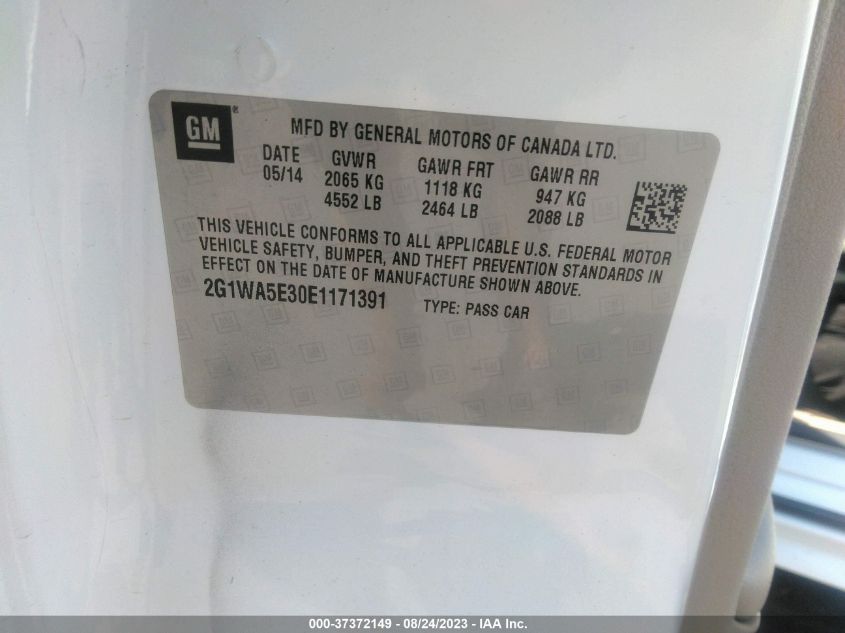 GM ®
MFD BY GENERAL MOTORS OF CANADA LTD.
DATE GVWR GAWR FRT GAWR RR
05/14 2065 KG 1118 KG 947 KG
4552 LB 2464 LB 2088 LB
THIS VEHICLE CONFORMS TO ALL APPLICABLE U.S. FEDERAL MOTOR
VEHICLE SAFETY, BUMPER, AND THEFT PREVENTION STANDARDS IN
EFFECT ON THE DATE OF MANUFACTURE SHOWN ABOVE.
2G1WA5E30E1171391 TYPE: PASS CAR
000-37372149 - 08/24/2023 - IAA Inc.